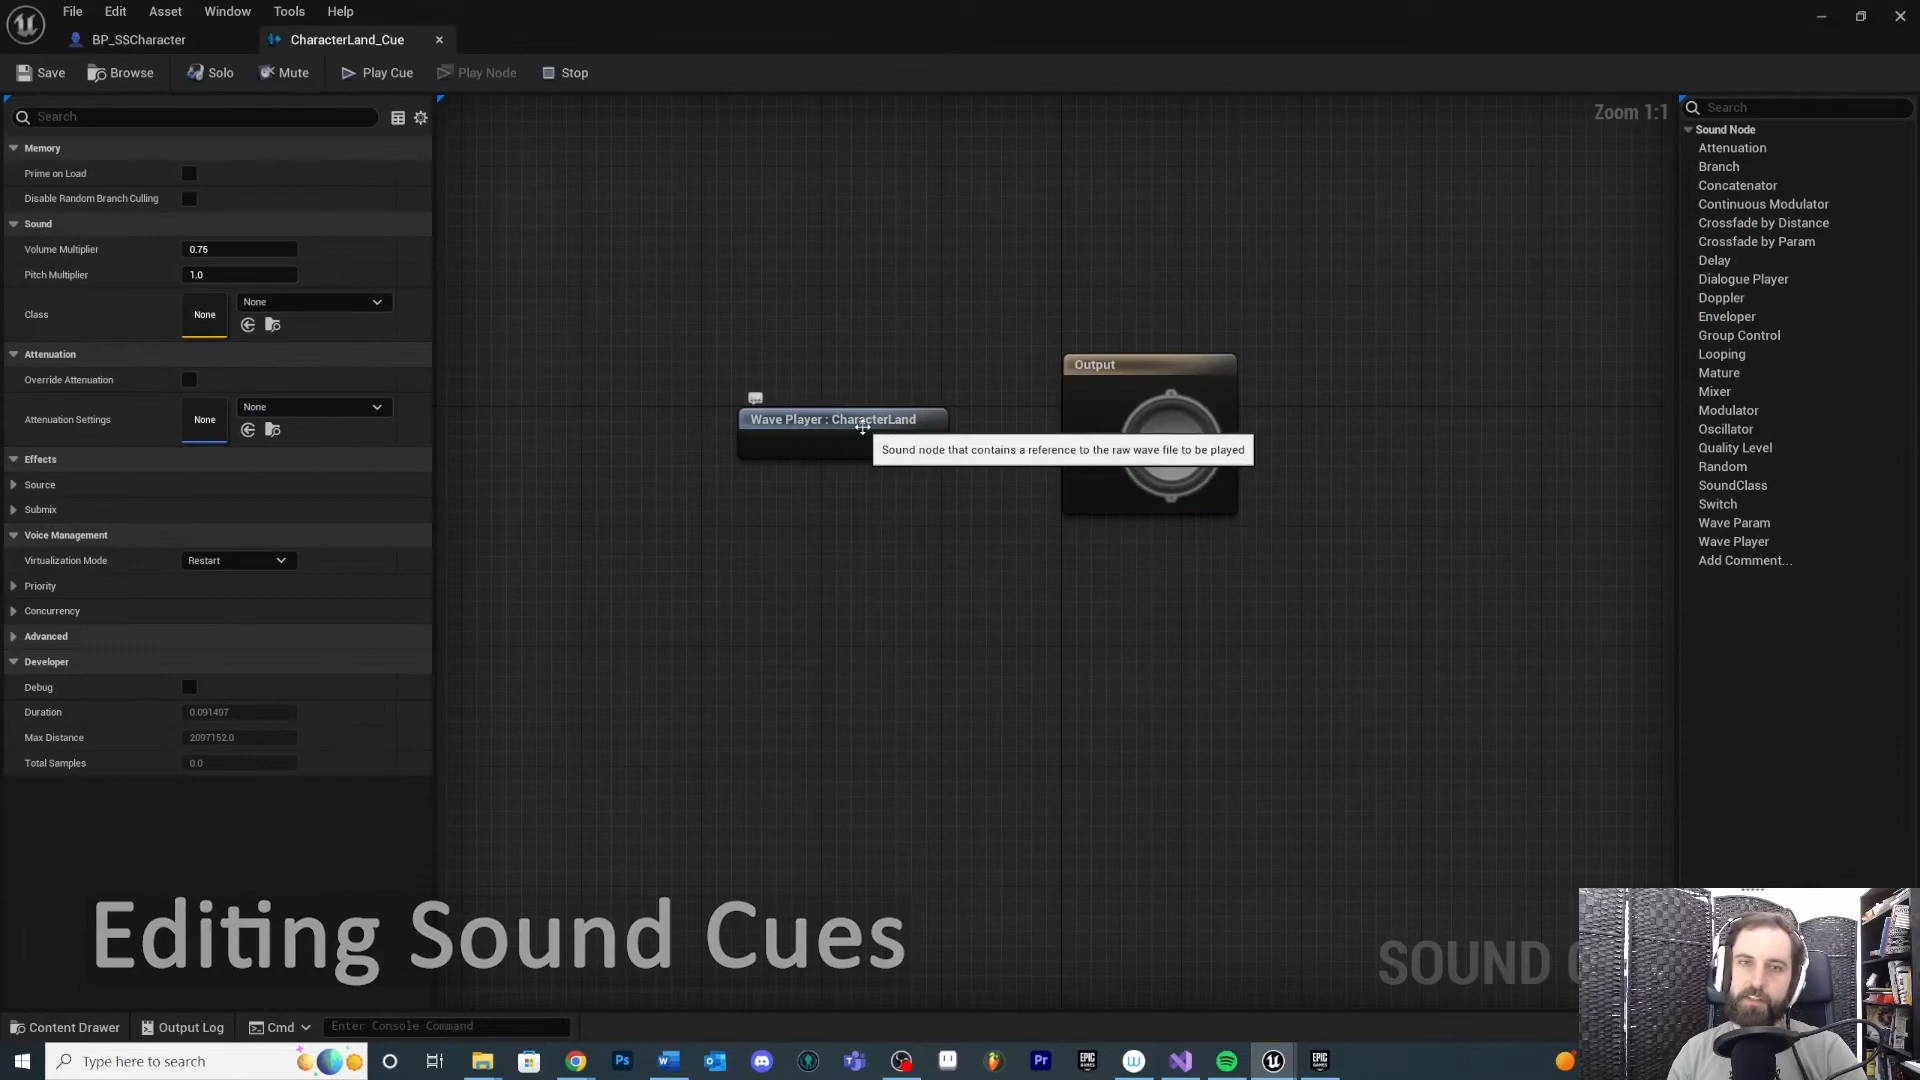 File Edit Asset Window Tools Help
BP_SSCharacter CharacterLand_Cue
Save Browse Solo Mute Play Cue Play Node Stop
Search
Memory
Prime on Load
Disable Random Branch Culling
Sound
Volume Multiplier 0.75
Pitch Multiplier 1.0
Class None None
Attenuation
Override Attenuation
Attenuation Settings None None
Effects
Source
Submix
Voice Management
Virtualization Mode Restart
Priority
Concurrency
Advanced
Developer
Debug
Duration 0.091497
Max Distance 2097152.0
Total Samples 0.0
Zoom 1:1
Output
Wave Player : CharacterLand
Sound node that contains a reference to the raw wave file to be played
Search
Sound Node
Attenuation
Branch
Concatenator
Continuous Modulator
Crossfade by Distance
Crossfade by Param
Delay
Dialogue Player
Doppler
Enveloper
Group Control
Looping
Mature
Mixer
Modulator
Oscillator
Quality Level
Random
SoundClass
Switch
Wave Param
Wave Player
Add Comment...
Editing Sound Cues
SOUND
Content Drawer Output Log Cmd Enter Console Command
Type here to search